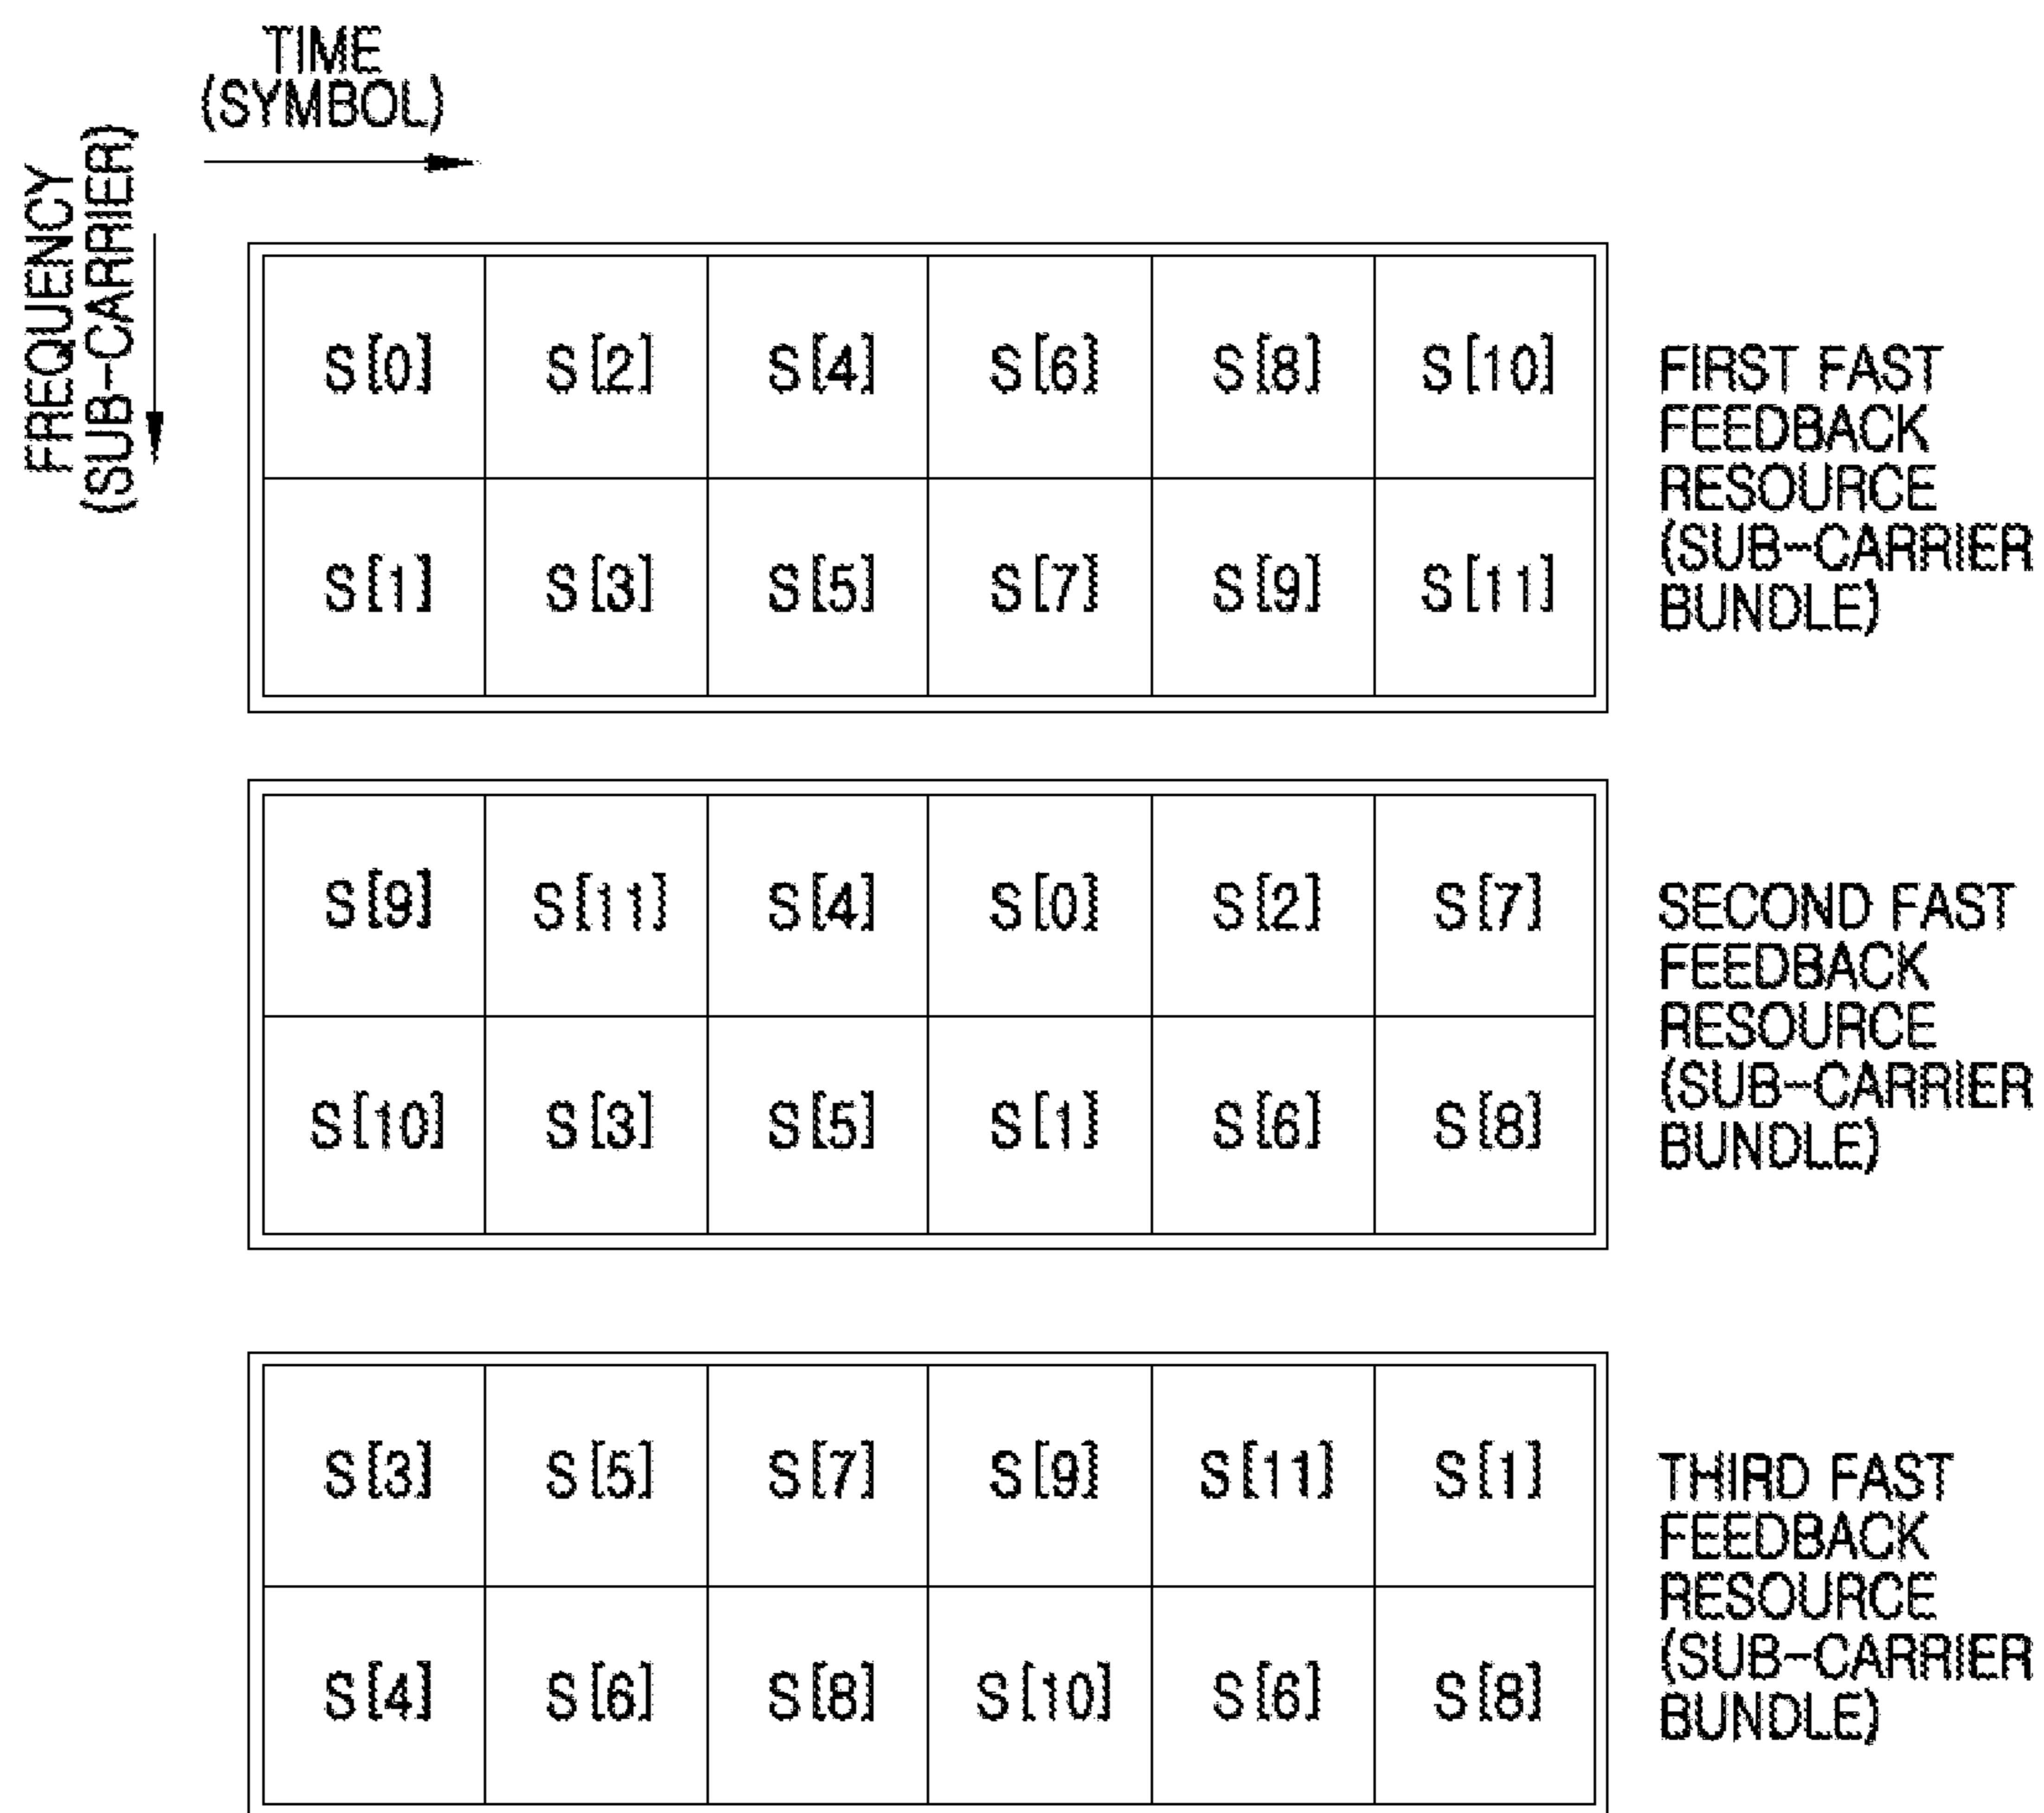 TIME
(SYMBOL)
FREQUENCY
(SUB-CARRIER)
S[0] S[2] S[4] S[6] S[8] S[10]
S[1] S[3] S[5] S[7] S[9] S[11]
FIRST FAST
FEEDBACK
RESOURCE
(SUB-CARRIER
BUNDLE)
S[9] S[11] S[4] S[0] S[2] S[7]
S[10] S[3] S[5] S[1] S[6] S[8]
SECOND FAST
FEEDBACK
RESOURCE
(SUB-CARRIER
BUNDLE)
S[3] S[5] S[7] S[9] S[11] S[1]
S[4] S[6] S[8] S[10] S[6] S[8]
THIRD FAST
FEEDBACK
RESOURCE
(SUB-CARRIER
BUNDLE)